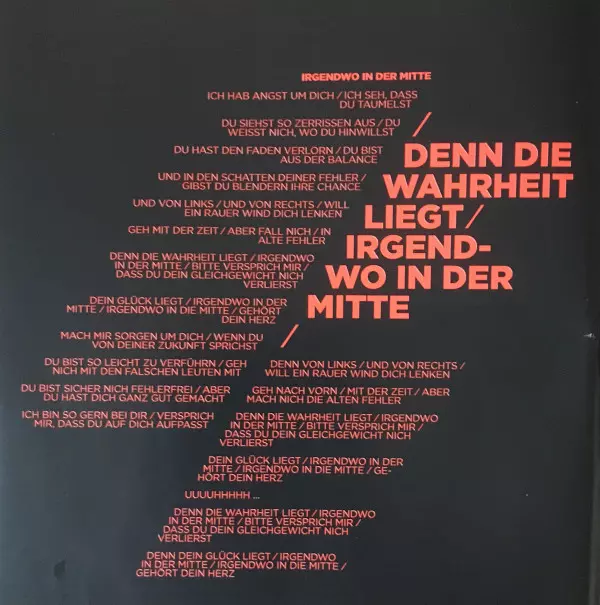 IRGENDWO IN DER MITTE
ICH HAB ANGST UM DICH / ICH SEH, DASS
DU TAUMELST
DU SIEHST SO ZERRISSEN AUS / DU
WEISST NICH, WO DU HINWILLST
DU HAST DEN FADEN VERLORN / DU BIST
AUS DER BALANCE
UND IN DEN SCHATTEN DEINER FEHLER /
GIBST DU BLENDERN IHRE CHANCE
UND VON LINKS / UND VON RECHTS / WILL
EIN RAUER WIND DICH LENKEN
GEH MIT DER ZEIT / ABER FALL NICH / IN
ALTE FEHLER
DENN DIE WAHRHEIT LIEGT / IRGENDWO
IN DER MITTE / BITTE VERSPRICH MIR /
DASS DU DEIN GLEICHGEWICHT NICH
VERLIERST
DEIN GLÜCK LIEGT / IRGENDWO IN DER
MITTE / IRGENDWO IN DIE MITTE / GEHÖRT
DEIN HERZ
MACH MIR SORGEN UM DICH / WENN DU
VON DEINER ZUKUNFT SPRICHST
DU BIST SO LEICHT ZU VERFÜHRN / GEH
NICH MIT DEN FALSCHEN LEUTEN MIT
DU BIST SICHER NICH FEHLERFREI / ABER
DU HAST DICH GANZ GUT GEMACHT
ICH BIN SO GERN BEI DIR / VERSPRICH
MIR, DASS DU AUF DICH AUFPASST
/
DENN DIE
WAHRHEIT
LIEGT /
IRGEND-
WO IN DER
MITTE
/
DENN VON LINKS / UND VON RECHTS /
WILL EIN RAUER WIND DICH LENKEN
GEH NACH VORN / MIT DER ZEIT / ABER
MACH NICH DIE ALTEN FEHLER
DENN DIE WAHRHEIT LIEGT / IRGENDWO
IN DER MITTE / BITTE VERSPRICH MIR /
DASS DU DEIN GLEICHGEWICHT NICH
VERLIERST
DEIN GLÜCK LIEGT / IRGENDWO IN DER
MITTE / IRGENDWO IN DIE MITTE / GE-
HÖRT DEIN HERZ
UUUUHHHHH ...
DENN DIE WAHRHEIT LIEGT / IRGENDWO
IN DER MITTE / BITTE VERSPRICH MIR /
DASS DU DEIN GLEICHGEWICHT NICH
VERLIERST
DENN DEIN GLÜCK LIEGT / IRGENDWO
IN DER MITTE / IRGENDWO IN DIE MITTE /
GEHÖRT DEIN HERZ